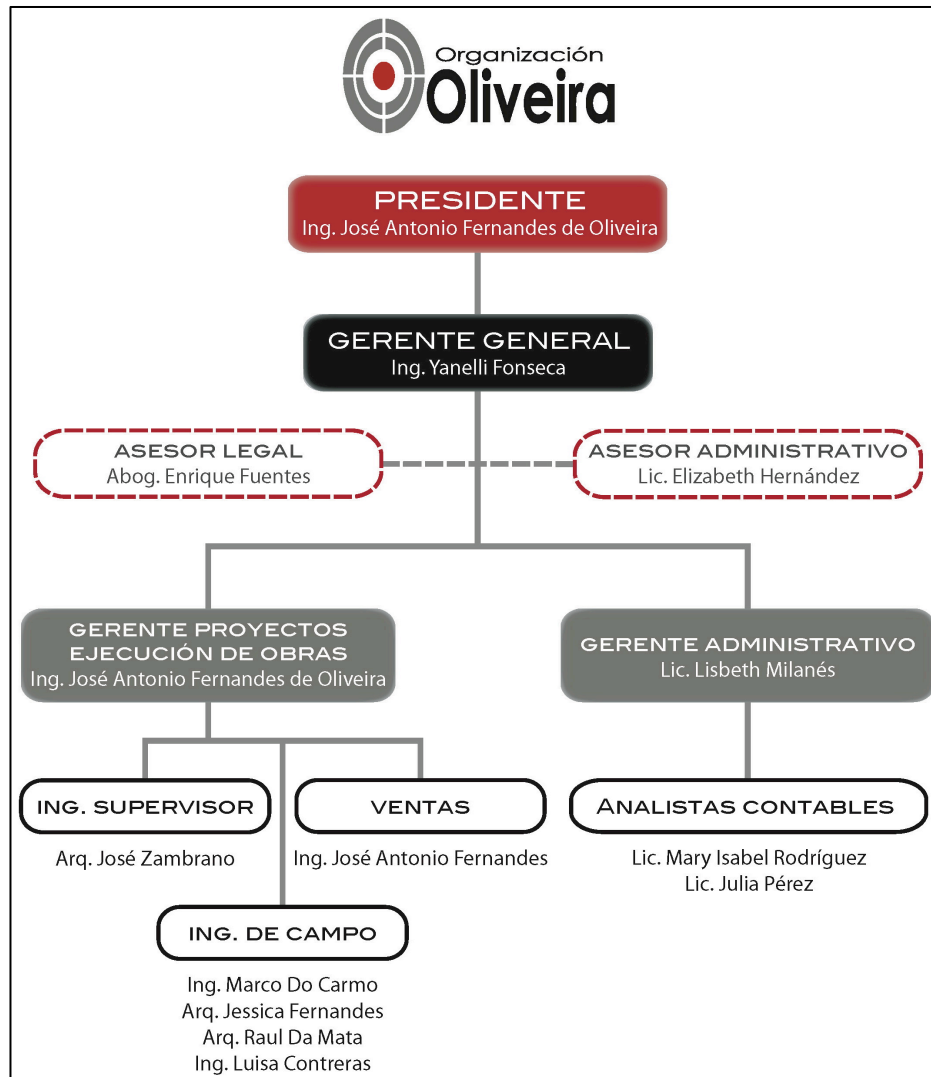 Organización
Oliveira
PRESIDENTE
Ing. José Antonio Fernandes de Oliveira
GERENTE GENERAL
Ing. Yanelli Fonseca
ASESOR LEGAL
Abog. Enrique Fuentes
ASESOR ADMINISTRATIVO
Lic. Elizabeth Hernández
GERENTE PROYECTOS
EJECUCIÓN DE OBRAS
Ing. José Antonio Fernandes de Oliveira
GERENTE ADMINISTRATIVO
Lic. Lisbeth Milanés
ING. SUPERVISOR
Arq. José Zambrano
VENTAS
Ing. José Antonio Fernandes
ANALISTAS CONTABLES
Lic. Mary Isabel Rodríguez
Lic. Julia Pérez
ING. DE CAMPO
Ing. Marco Do Carmo
Arq. Jessica Fernandes
Arq. Raul Da Mata
Ing. Luisa Contreras